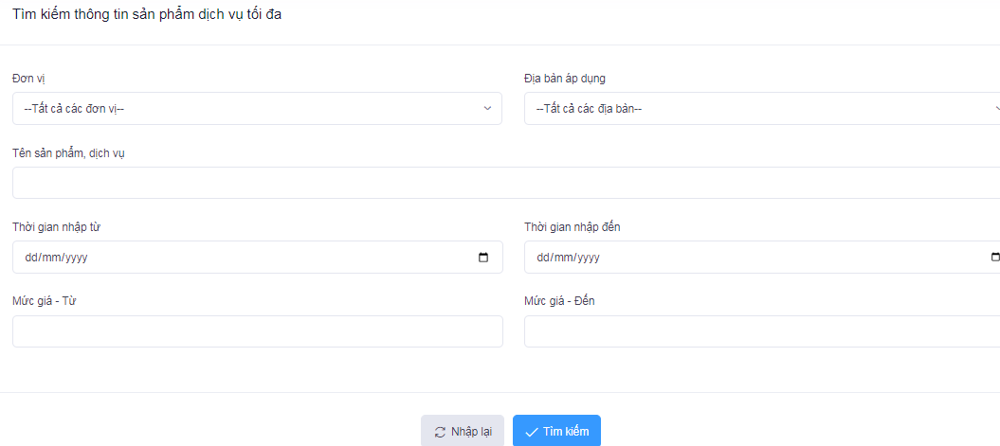 Tìm kiếm thông tin sản phẩm dịch vụ tối đa
Đơn vị
Địa bàn áp dụng
--Tất cả các đơn vị--
--Tất cả các địa bàn--
Tên sản phẩm, dịch vụ
Thời gian nhập từ
Thời gian nhập đến
dd/mm/yyyy
dd/mm/yyyy
Mức giá - Từ
Mức giá - Đến
Nhập lại
Tìm kiếm